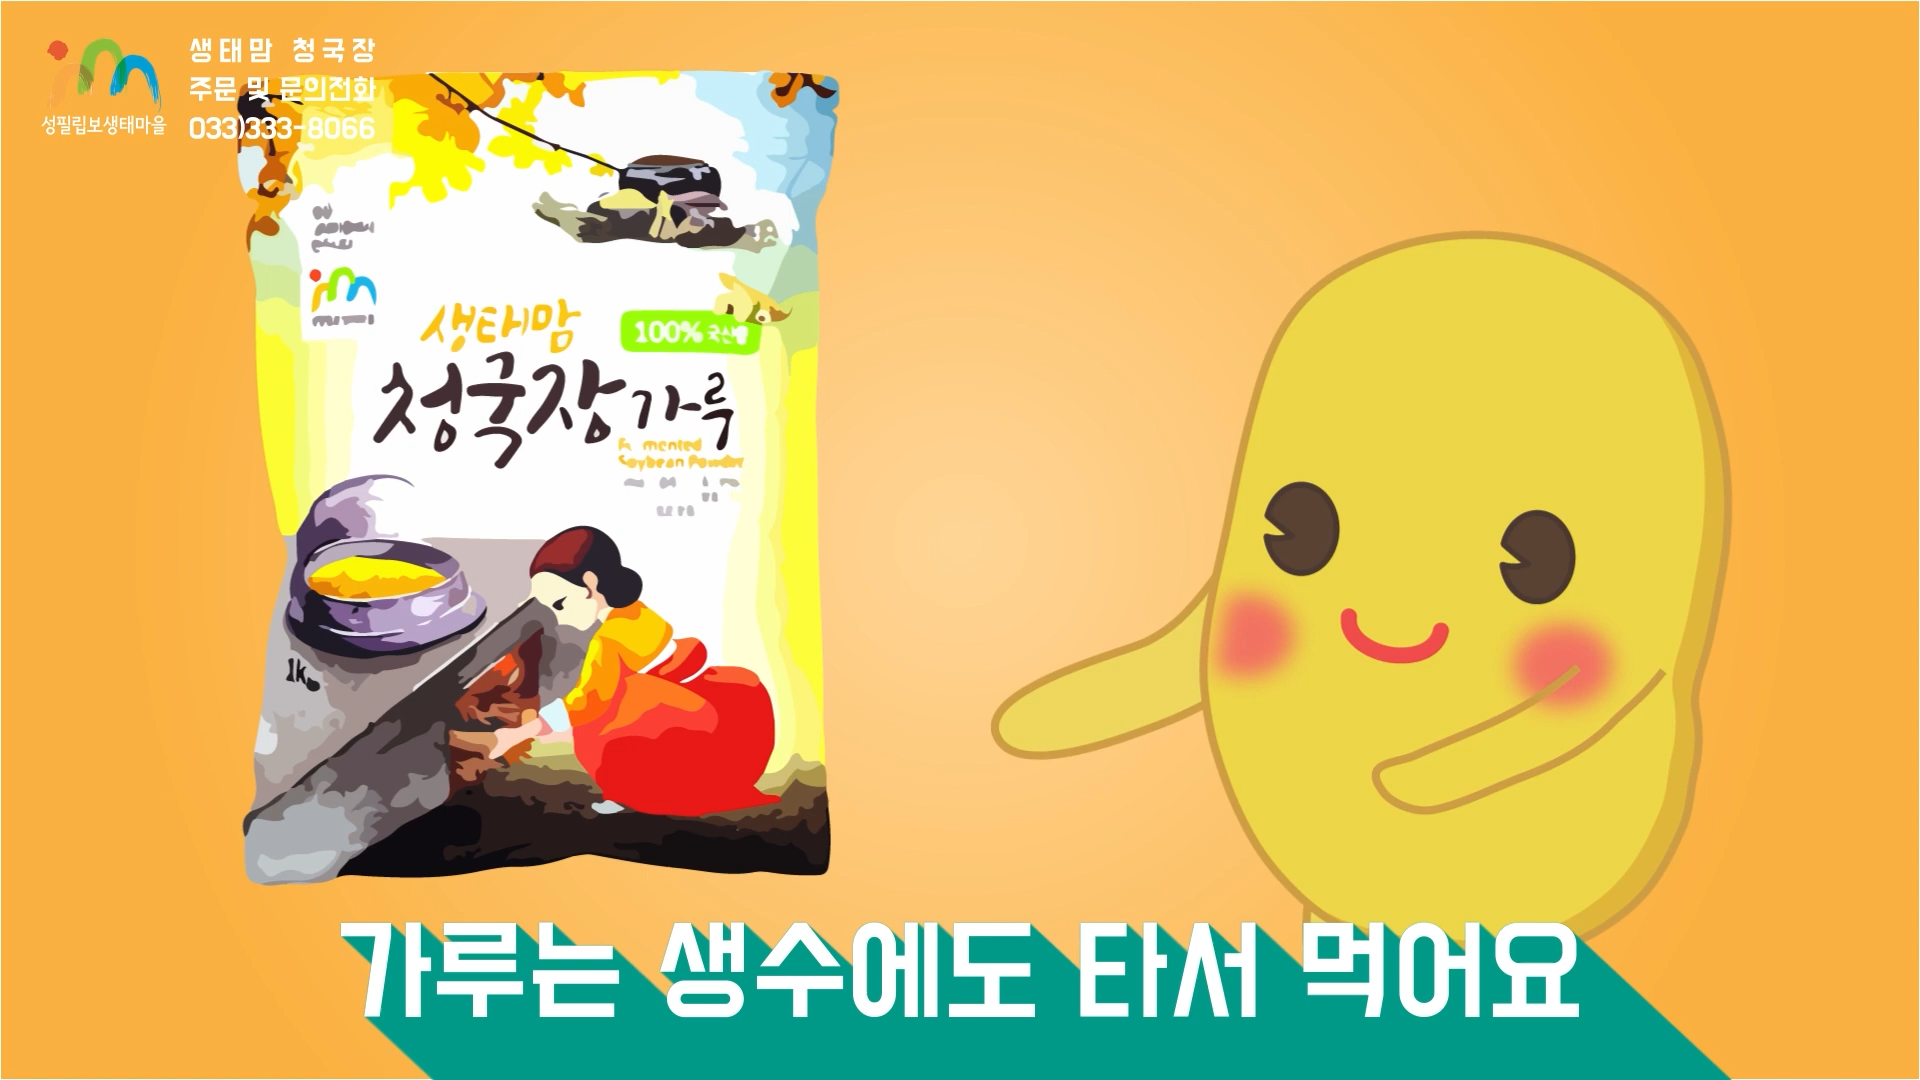 생태맘 청국장
주문 및 문의전화
033)333-8066
성필립보생태마을
생태맘
100% 국산콩
청국장가루
Soybean Powder
가루는 생수에도 타서 먹어요